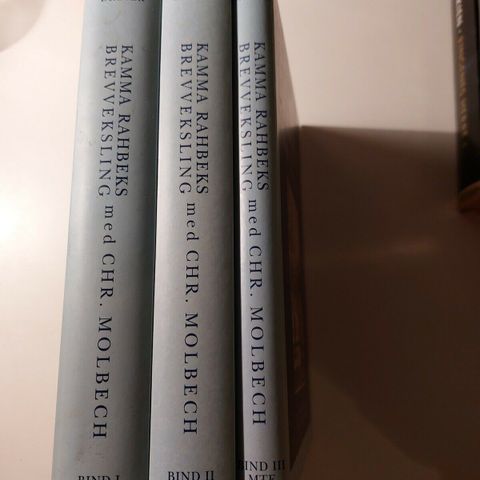 KAMMA RAHBEKS
BREVVEKSLING med CHR. MOLBECH
BIND I
KAMMA RAHBEKS
BREVVEKSLING med CHR. MOLBECH
BIND II
KAMMA RAHBEKS
BREVVEKSLING med CHR. MOLBECH
BIND III